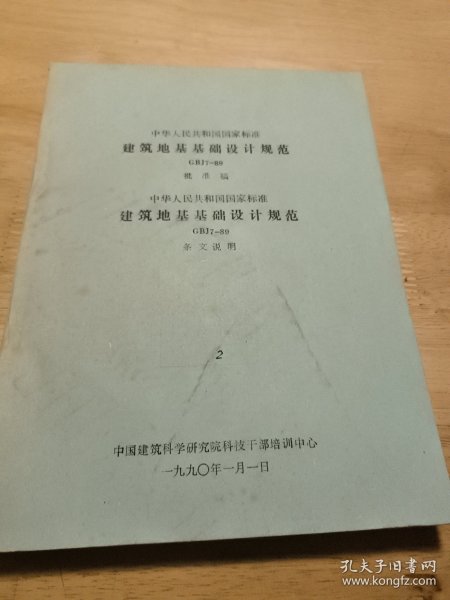 中华人民共和国国家标准
建筑地基基础设计规范
GBJ7-89
批准稿
中华人民共和国国家标准
建筑地基基础设计规范
GBJ7-89
条文说明
2
中国建筑科学研究院科技干部培训中心
一九九〇年一月一日
孔夫子旧书网
www.kongfz.com